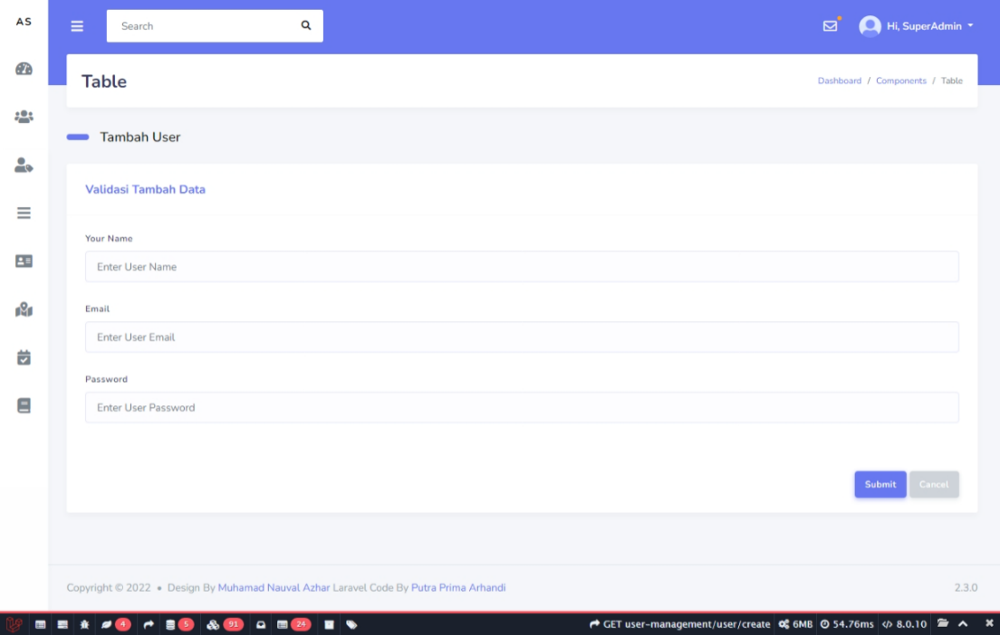 AS
Search
Hi, SuperAdmin
Table
Dashboard / Components / Table
Tambah User
Validasi Tambah Data
Your Name
Enter User Name
Email
Enter User Email
Password
Enter User Password
Submit Cancel
Copyright © 2022 • Design By Muhamad Nauval Azhar Laravel Code By Putra Prima Arhandi 2.3.0
4 5 91 24 GET user-management/user/create 6MB 54.76ms 8.0.10